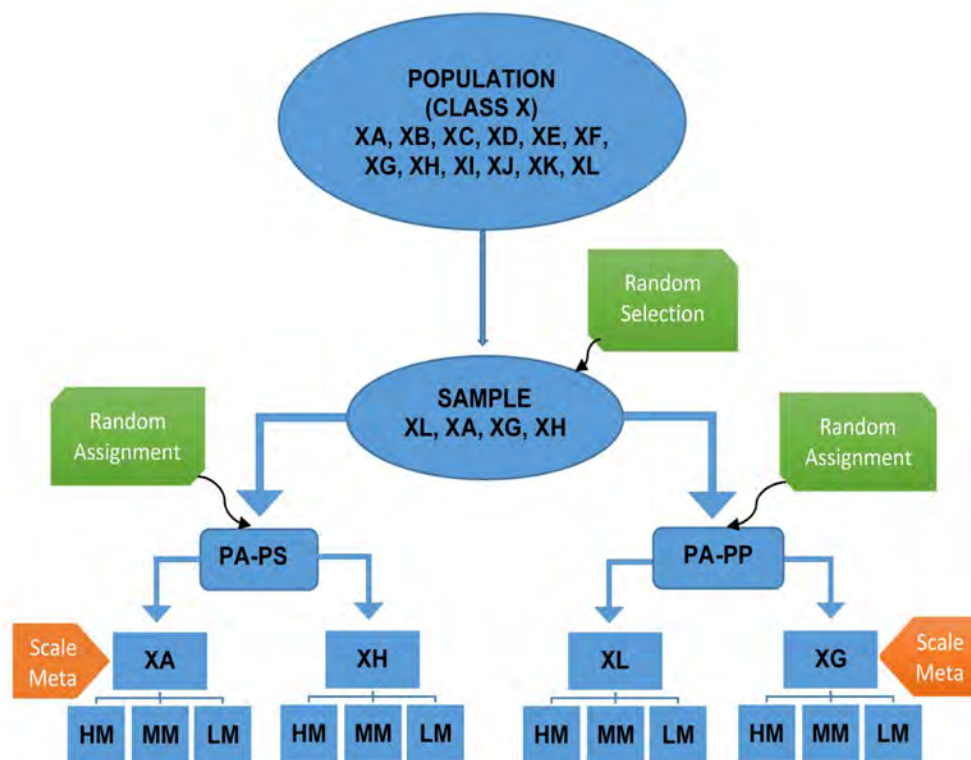 POPULATION
(CLASS X)
XA, XB, XC, XD, XE, XF,
XG, XH, XI, XJ, XK, XL
Random
Selection
SAMPLE
XL, XA, XG, XH
Random
Assignment
Random
Assignment
PA-PS
PA-PP
Scale
Meta
XA
XH
XL
XG
Scale
Meta
HM MM LM
HM MM LM
HM MM LM
HM MM LM